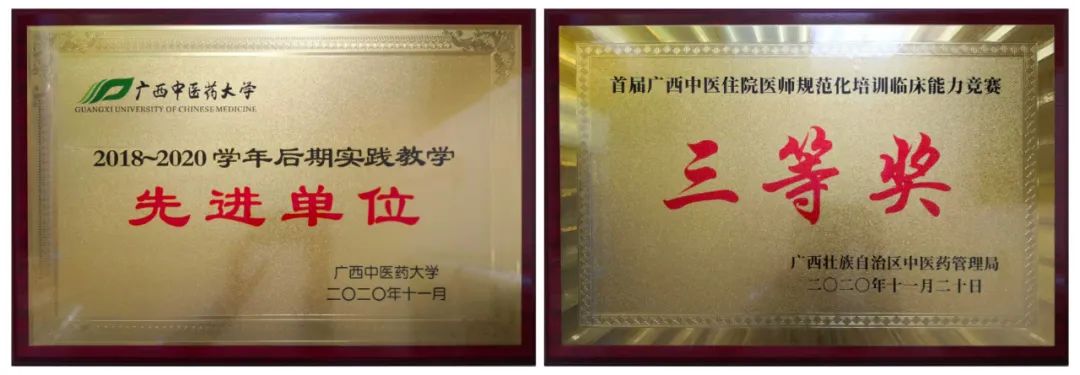 广西中医药大学
GUANGXI UNIVERSITY OF CHINESE MEDICINE
2018~2020 学年后期实践教学
先进单位
广西中医药大学
二〇二〇年十一月
首届广西中医住院医师规范化培训临床能力竞赛
三等奖
广西壮族自治区中医药管理局
二〇二〇年十一月二十日